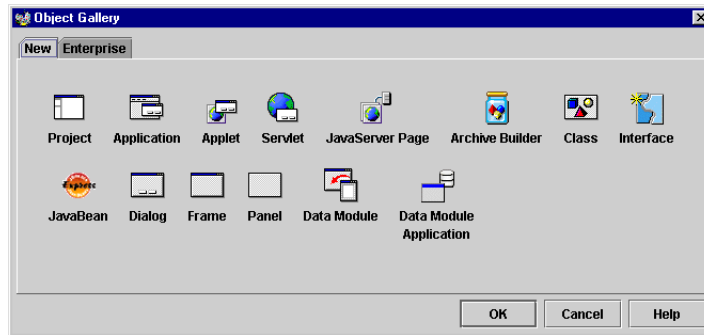 Object Gallery
New Enterprise
Project Application Applet Servlet JavaServer Page Archive Builder Class Interface
JavaBean Dialog Frame Panel Data Module Data Module
Application
OK Cancel Help